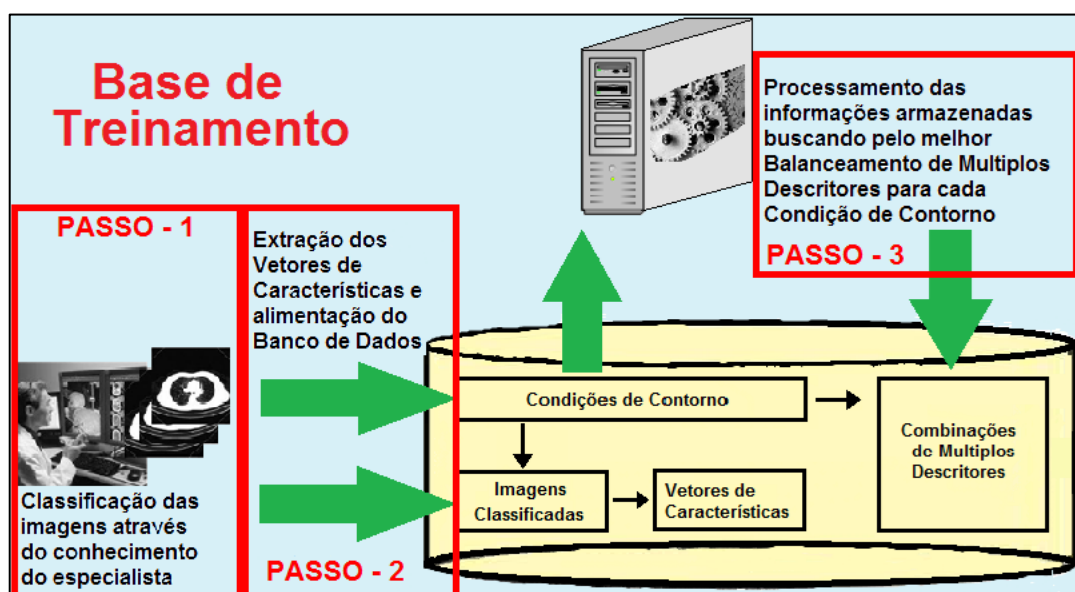 Base de
Treinamento
PASSO - 1
Classificação das
imagens através
do conhecimento
do especialista
Extração dos
Vetores de
Características e
alimentação do
Banco de Dados
PASSO - 2
Processamento das
informações armazenadas
buscando pelo melhor
Balanceamento de Multiplos
Descritores para cada
Condição de Contorno
PASSO - 3
Condições de Contorno
Imagens
Classificadas
Vetores de
Características
Combinações
de Multiplos
Descritores